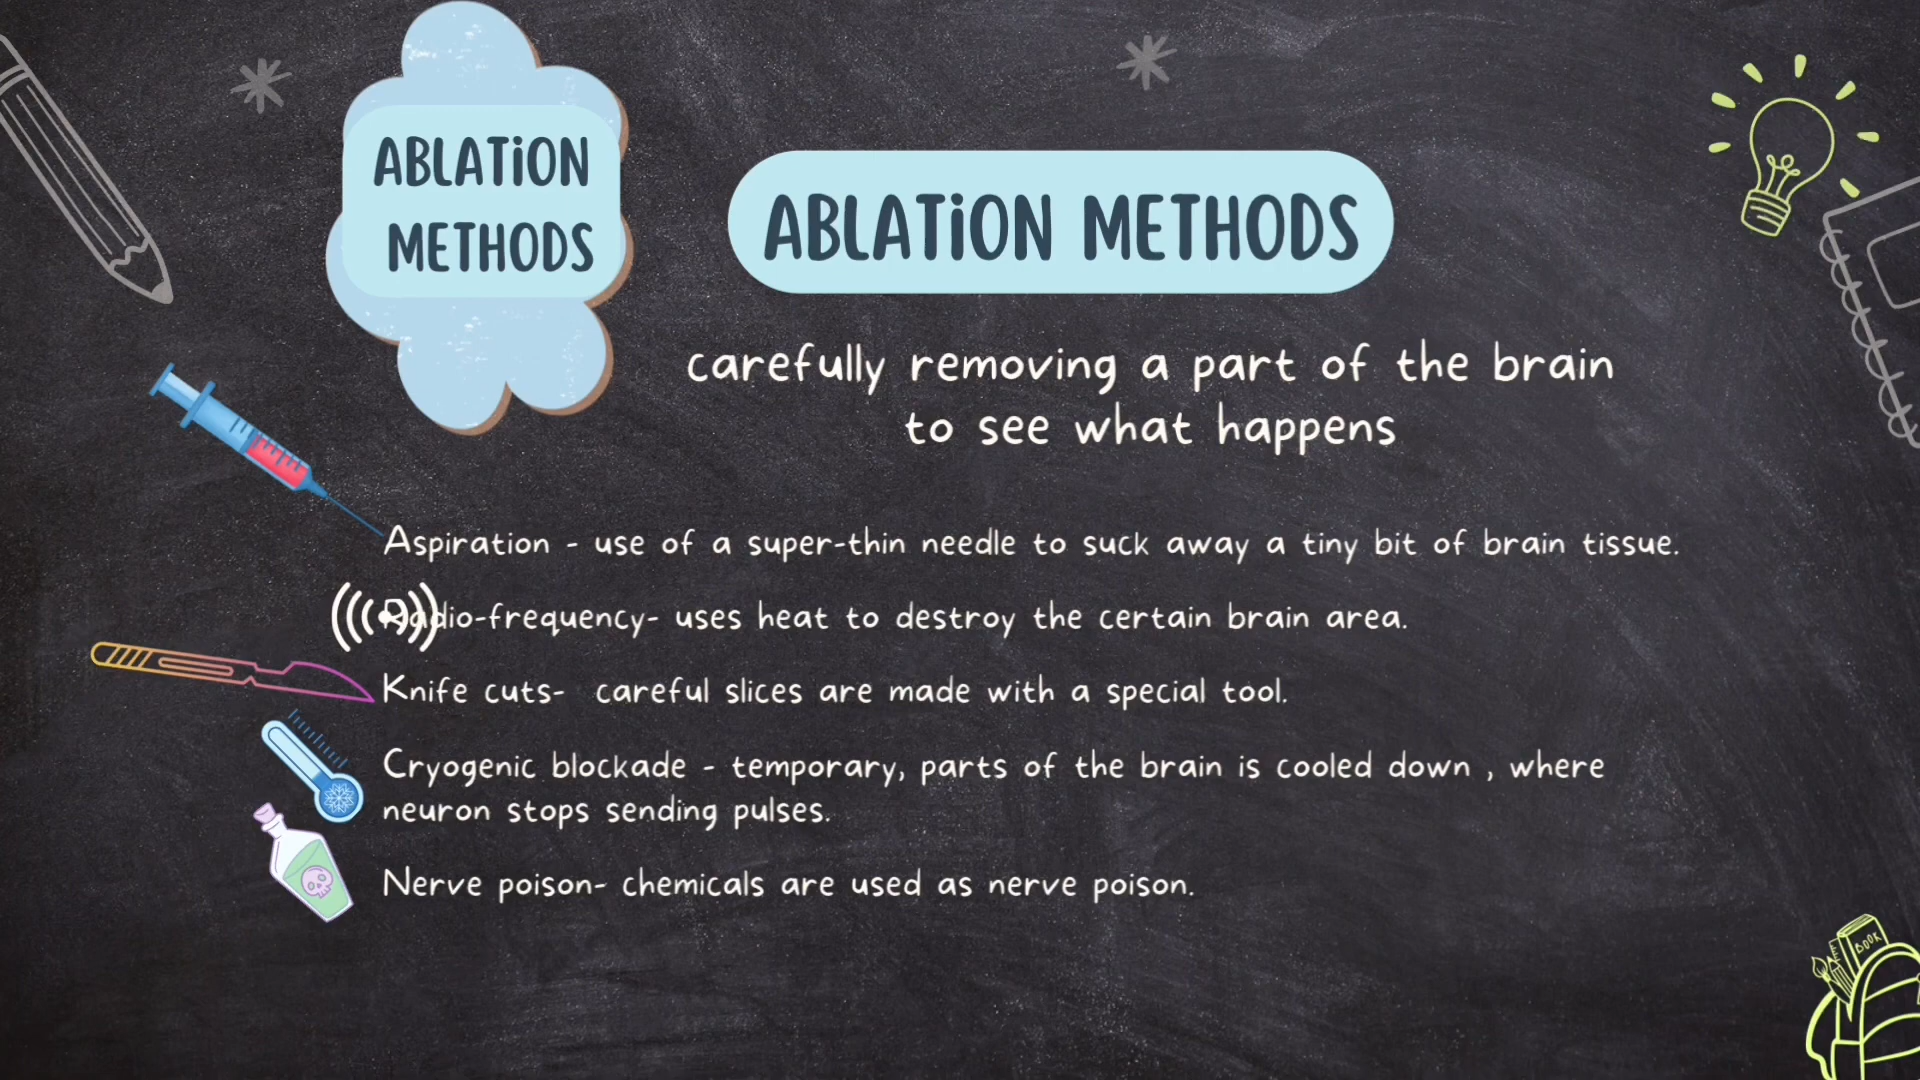 ABLATiON
METHODS
ABLATiON METHODS
carefully removing a part of the brain
to see what happens
Aspiration - use of a super-thin needle to suck away a tiny bit of brain tissue.
Radio-frequency- uses heat to destroy the certain brain area.
Knife cuts- careful slices are made with a special tool.
Cryogenic blockade - temporary, parts of the brain is cooled down , where
neuron stops sending pulses.
Nerve poison- chemicals are used as nerve poison.
BOOK